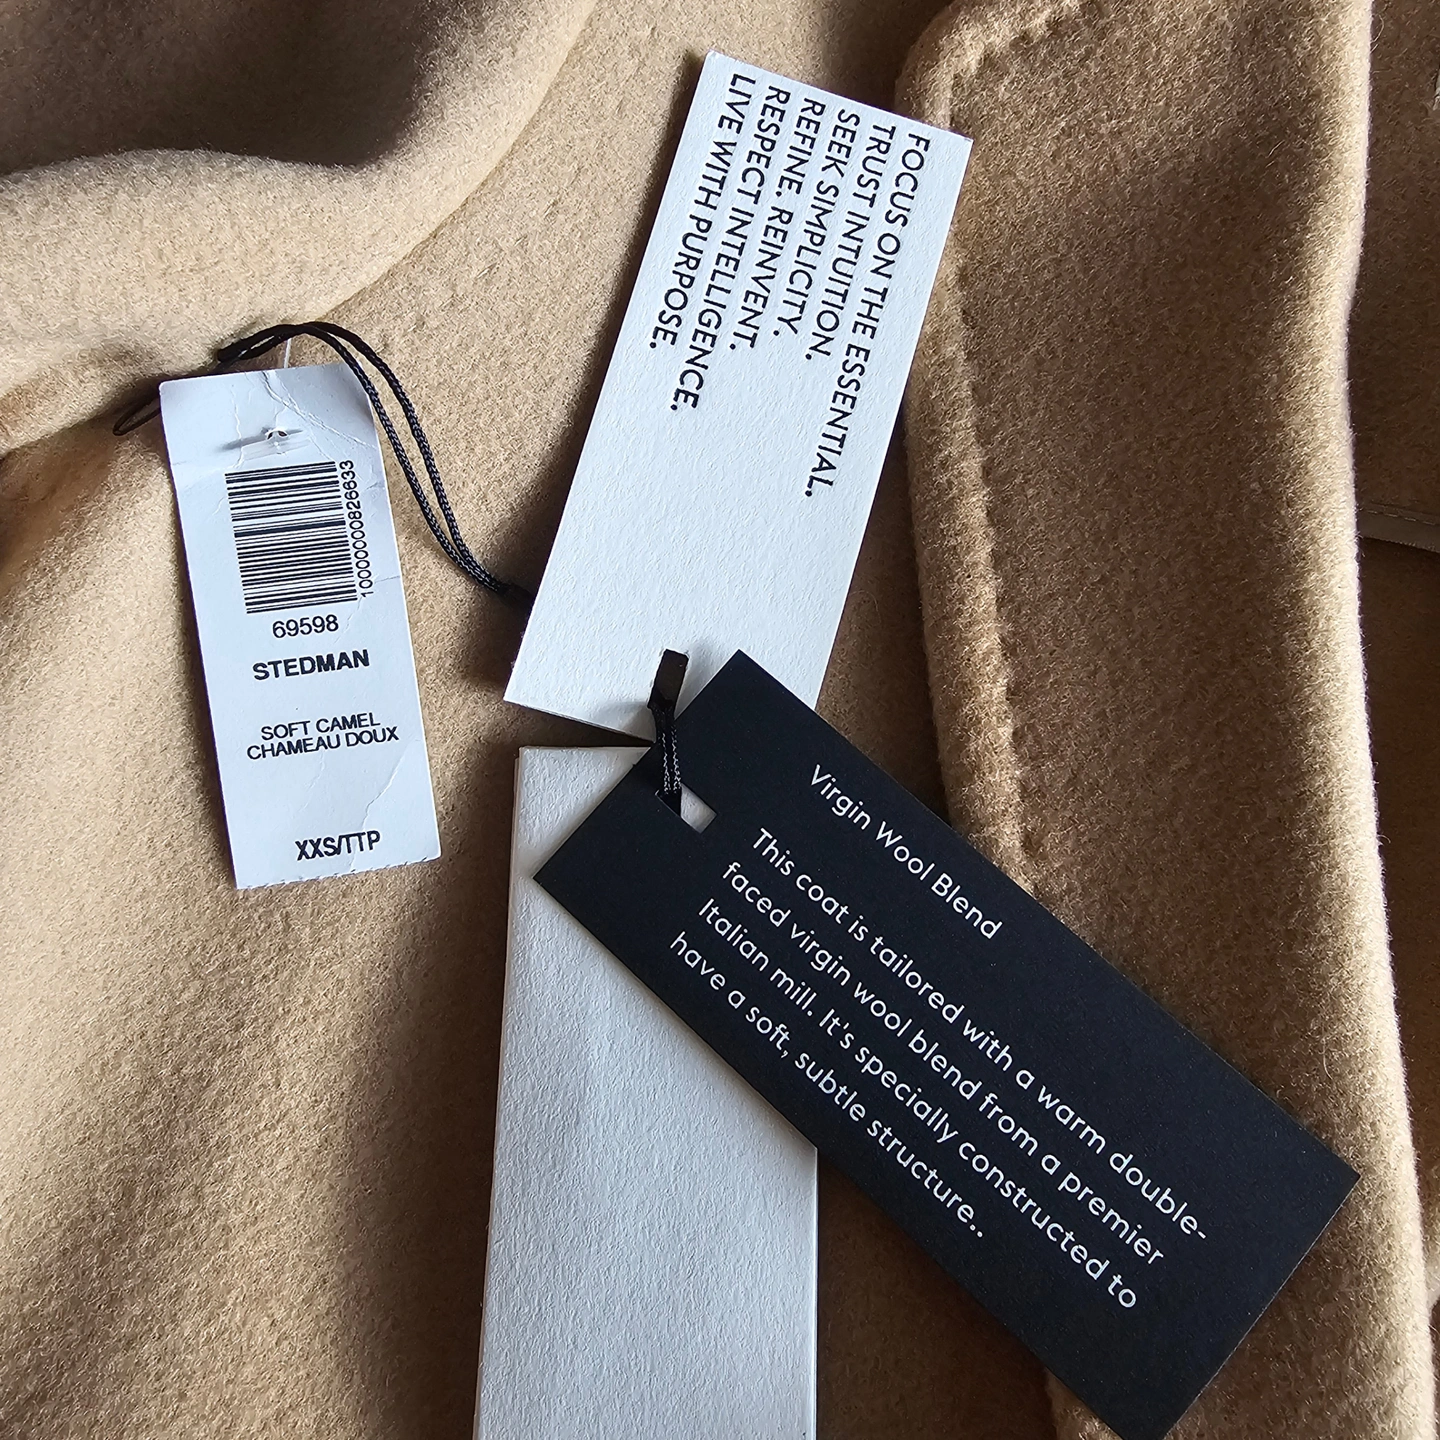 1000000826633
69598
STEDMAN
SOFT CAMEL
CHAMEAU DOUX
XXS/TTP
FOCUS ON THE ESSENTIAL.
TRUST INTUITION.
SEEK SIMPLICITY.
REFINE. REINVENT.
RESPECT INTELLIGENCE.
LIVE WITH PURPOSE.
Virgin Wool Blend
This coat is tailored with a warm double-
faced virgin wool blend from a premier
Italian mill. It's specially constructed to
have a soft, subtle structure..